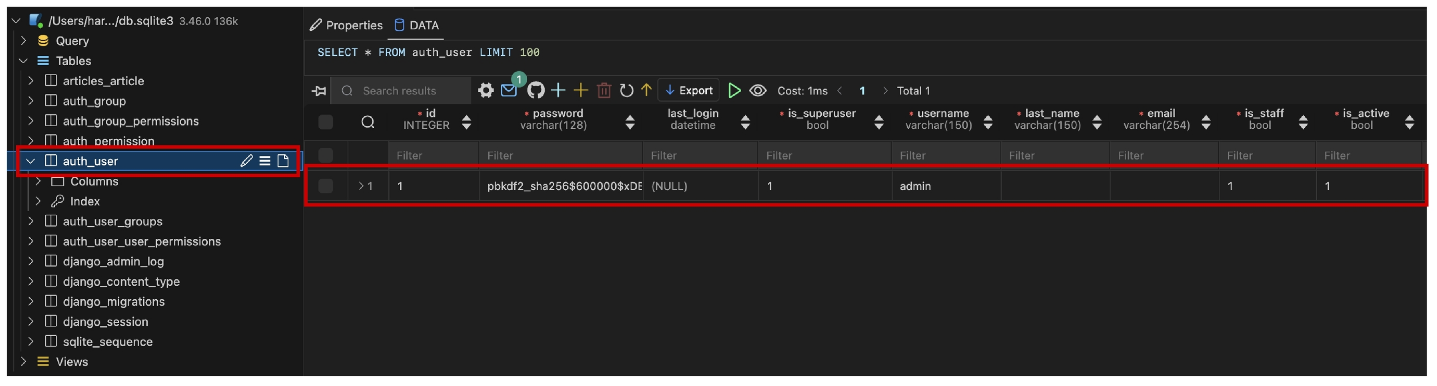 /Users/har.../db.sqlite3 3.46.0 136k
Query
Tables
articles_article
auth_group
auth_group_permissions
auth_permission
auth_user
Columns
Index
auth_user_groups
auth_user_user_permissions
django_admin_log
django_content_type
django_migrations
django_session
sqlite_sequence
Views
Properties DATA
SELECT * FROM auth_user LIMIT 100
Search results 1 Export Cost: 1ms < 1 > Total 1
* id * password last_login * is_superuser * username * last_name * email * is_staff * is_active
INTEGER varchar(128) datetime bool varchar(150) varchar(150) varchar(254) bool bool
Filter Filter Filter Filter Filter Filter Filter Filter Filter
> 1 1 pbkdf2_sha256$600000$xDE (NULL) 1 admin 1 1